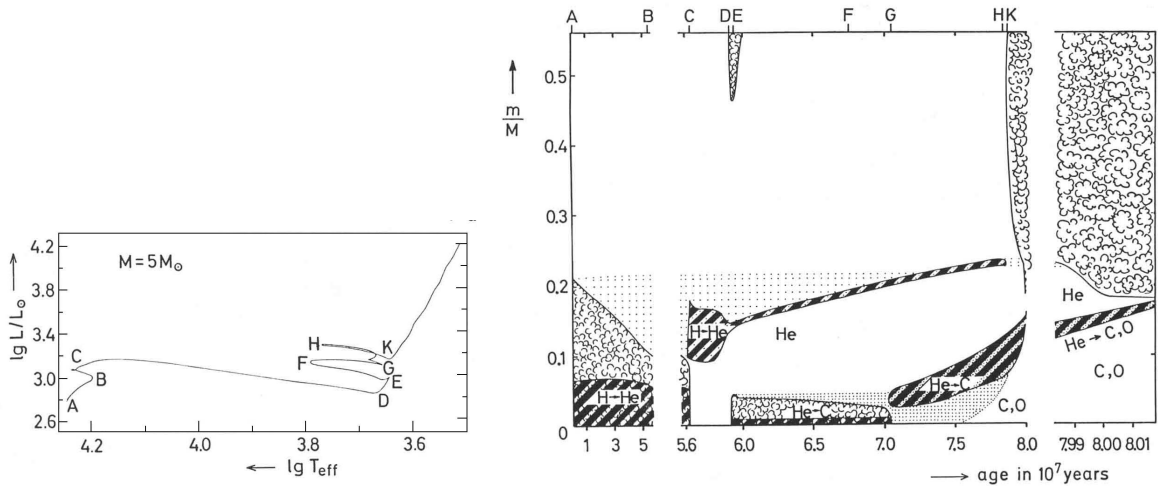 lg L/L⊙ →
4.2
3.8
3.4
3.0
2.6
M = 5M⊙
A
B
C
D
E
F
G
H
K
4.2 4.0 3.8 3.6
← lg Teff
A B C DE F G HK
m/M
0.5
0.4
0.3
0.2
0.1
0
H→He
H→He
He
He→C
He→C
C,O
He
He→C,O
C,O
1 3 5 5.6 6.0 6.5 7.0 7.5 8.0 7.99 8.00 8.01
→ age in 10⁷ years